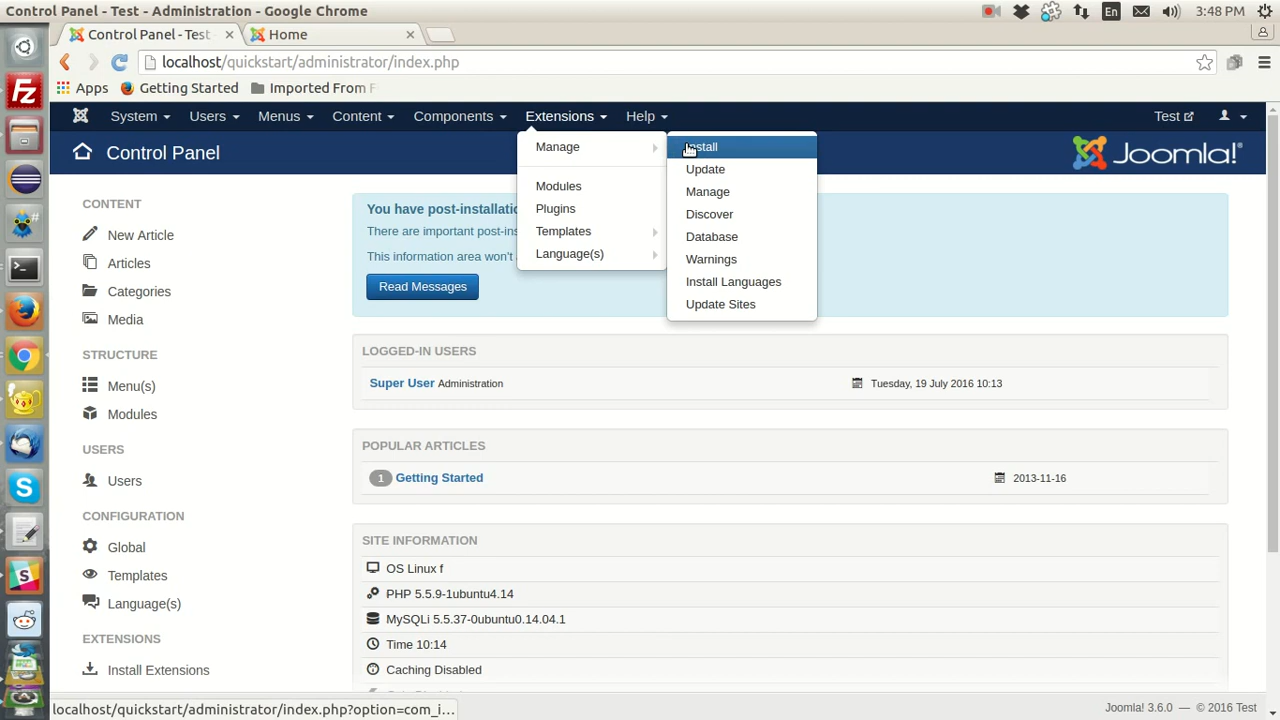 Control Panel - Test - Administration - Google Chrome
En
3:48 PM
Control Panel - Test -
Home
localhost/quickstart/administrator/index.php
Apps
Getting Started
Imported From F
System
Users
Menus
Content
Components
Extensions
Help
Test
Control Panel
Joomla!®
Manage
Modules
Plugins
Templates
Language(s)
Install
Update
Manage
Discover
Database
Warnings
Install Languages
Update Sites
CONTENT
New Article
Articles
Categories
Media
STRUCTURE
Menu(s)
Modules
USERS
Users
CONFIGURATION
Global
Templates
Language(s)
EXTENSIONS
Install Extensions
You have post-installatio
There are important post-ins
This information area won't
Read Messages
LOGGED-IN USERS
Super User Administration
Tuesday, 19 July 2016 10:13
POPULAR ARTICLES
1 Getting Started
2013-11-16
SITE INFORMATION
OS Linux f
PHP 5.5.9-1ubuntu4.14
MySQLi 5.5.37-0ubuntu0.14.04.1
Time 10:14
Caching Disabled
localhost/quickstart/administrator/index.php?option=com_i...
Joomla! 3.6.0 — © 2016 Test